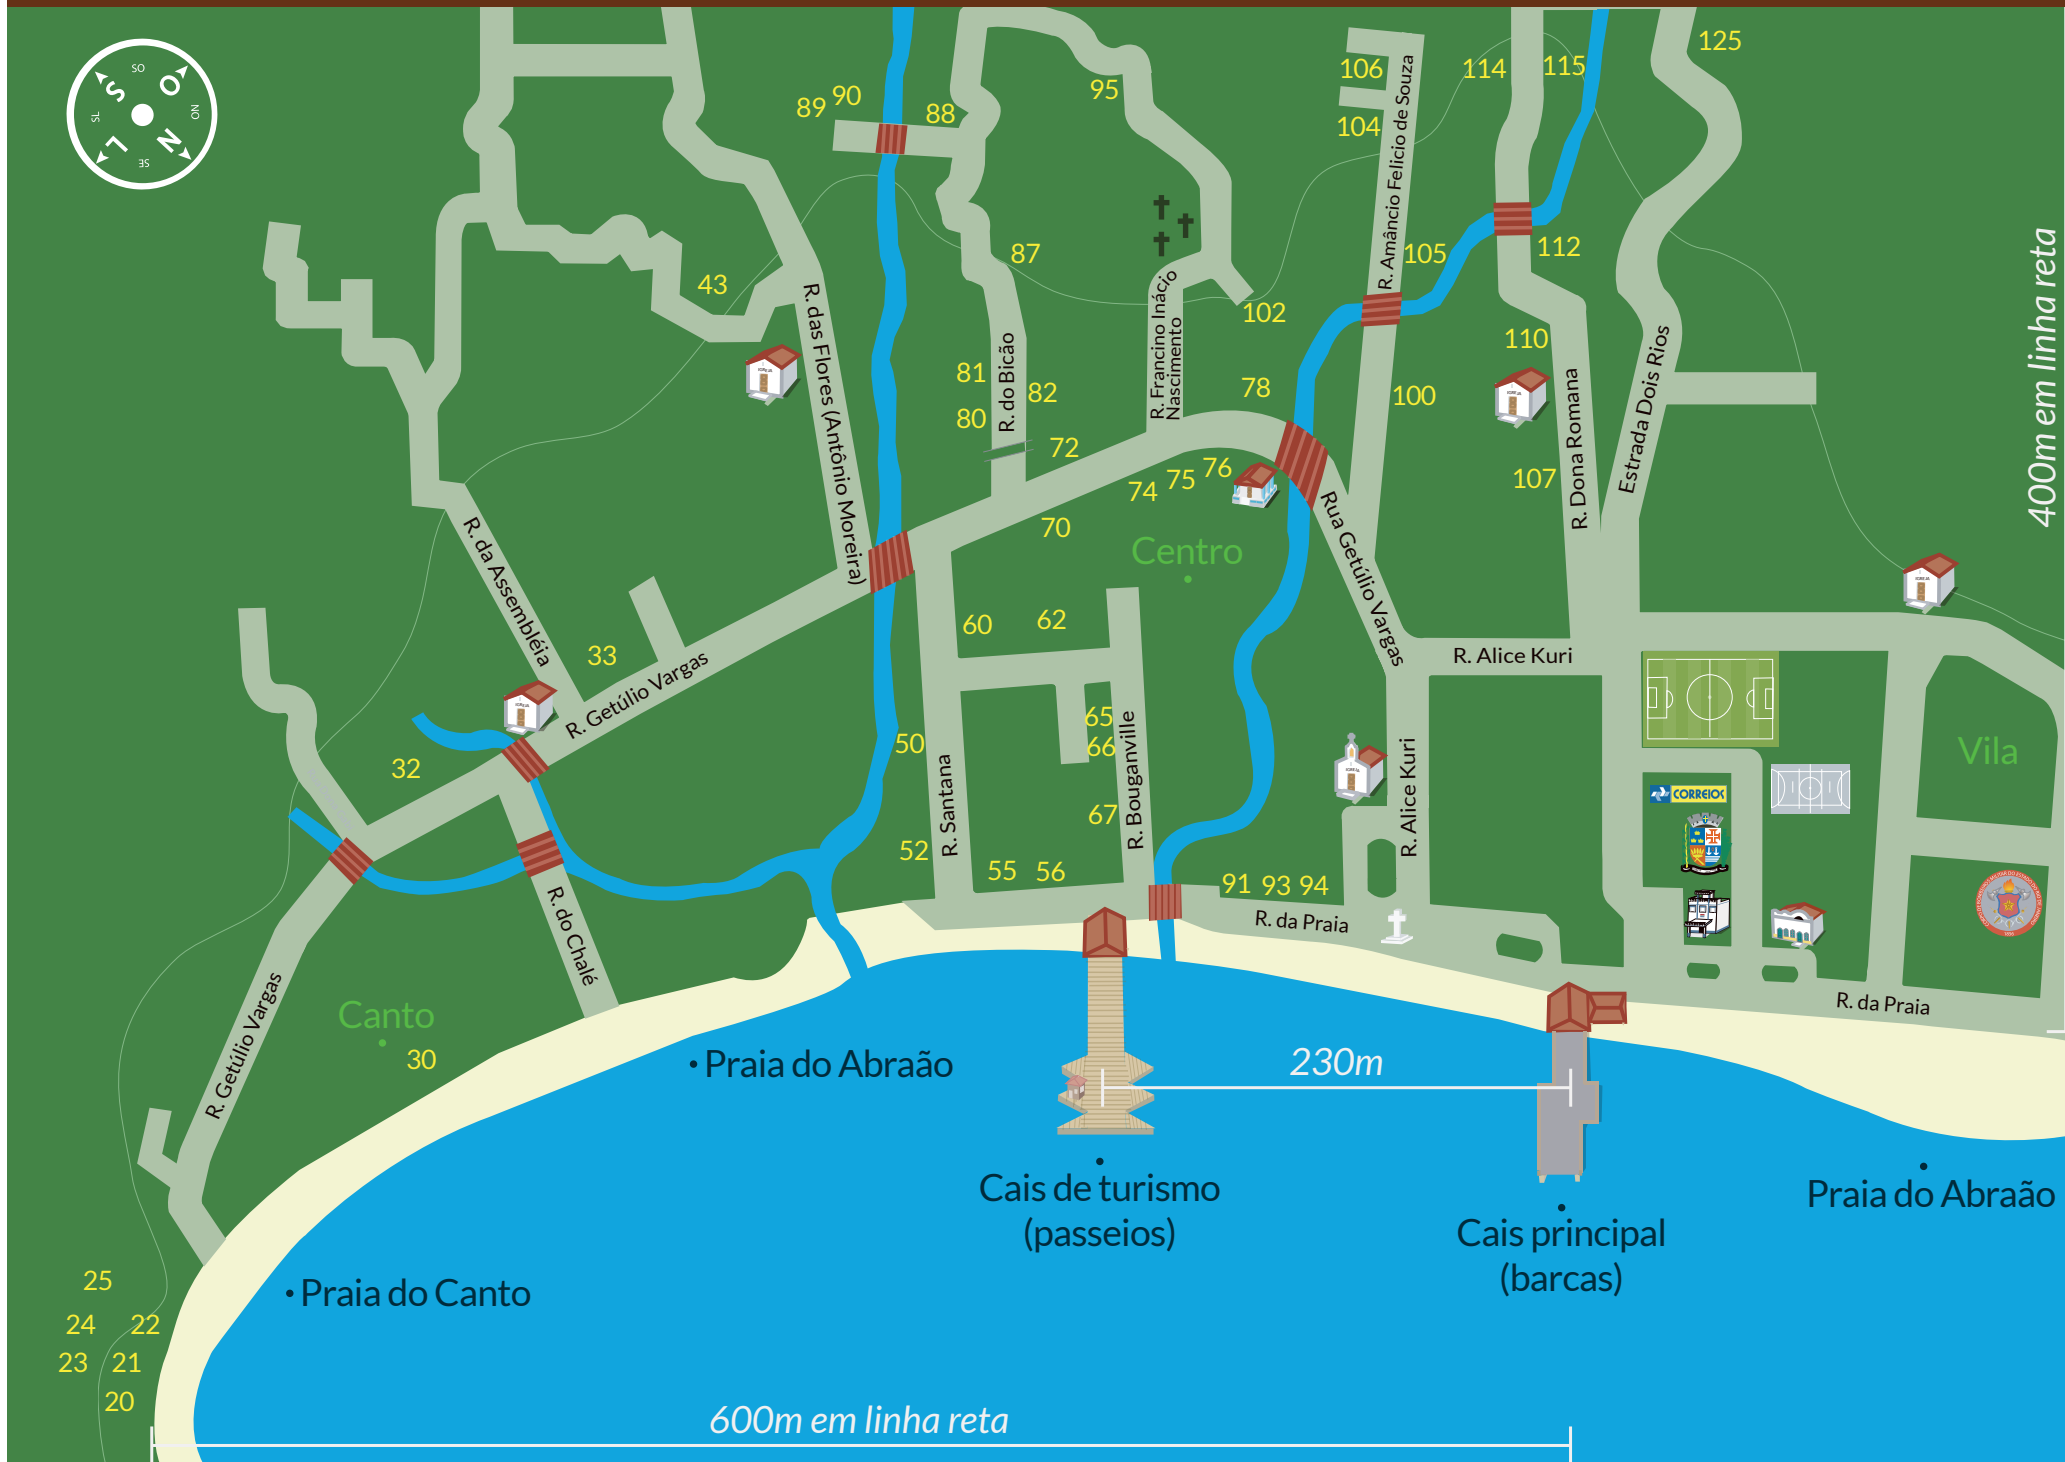 SO
S
O
SL
NO
L
N
SE
125
106
114
115
95
89
90
88
104
R. Amâncio Felicio de Souza
105
112
87
43
102
400m em linha reta
R. das Flores (Antônio Moreira)
R. Francino Inácio
Nascimento
110
Estrada Dois Rios
81
82
80
R. do Bicão
78
100
R. Dona Romana
72
107
76
75
74
70
Centro
Rua Getúlio Vargas
R. da Assembléia
60
62
33
R. Getúlio Vargas
R. Alice Kuri
65
66
50
32
67
R. Santana
R. Bouganville
R. Alice Kuri
Vila
CORREIOS
52
55
56
91
93
94
R. da Praia
R. do Chalé
R. da Praia
R. Getúlio Vargas
Canto
30
Praia do Abraão
230m
Cais de turismo
(passeios)
Cais principal
(barcas)
Praia do Abraão
25
Praia do Canto
24
22
23
21
20
600m em linha reta